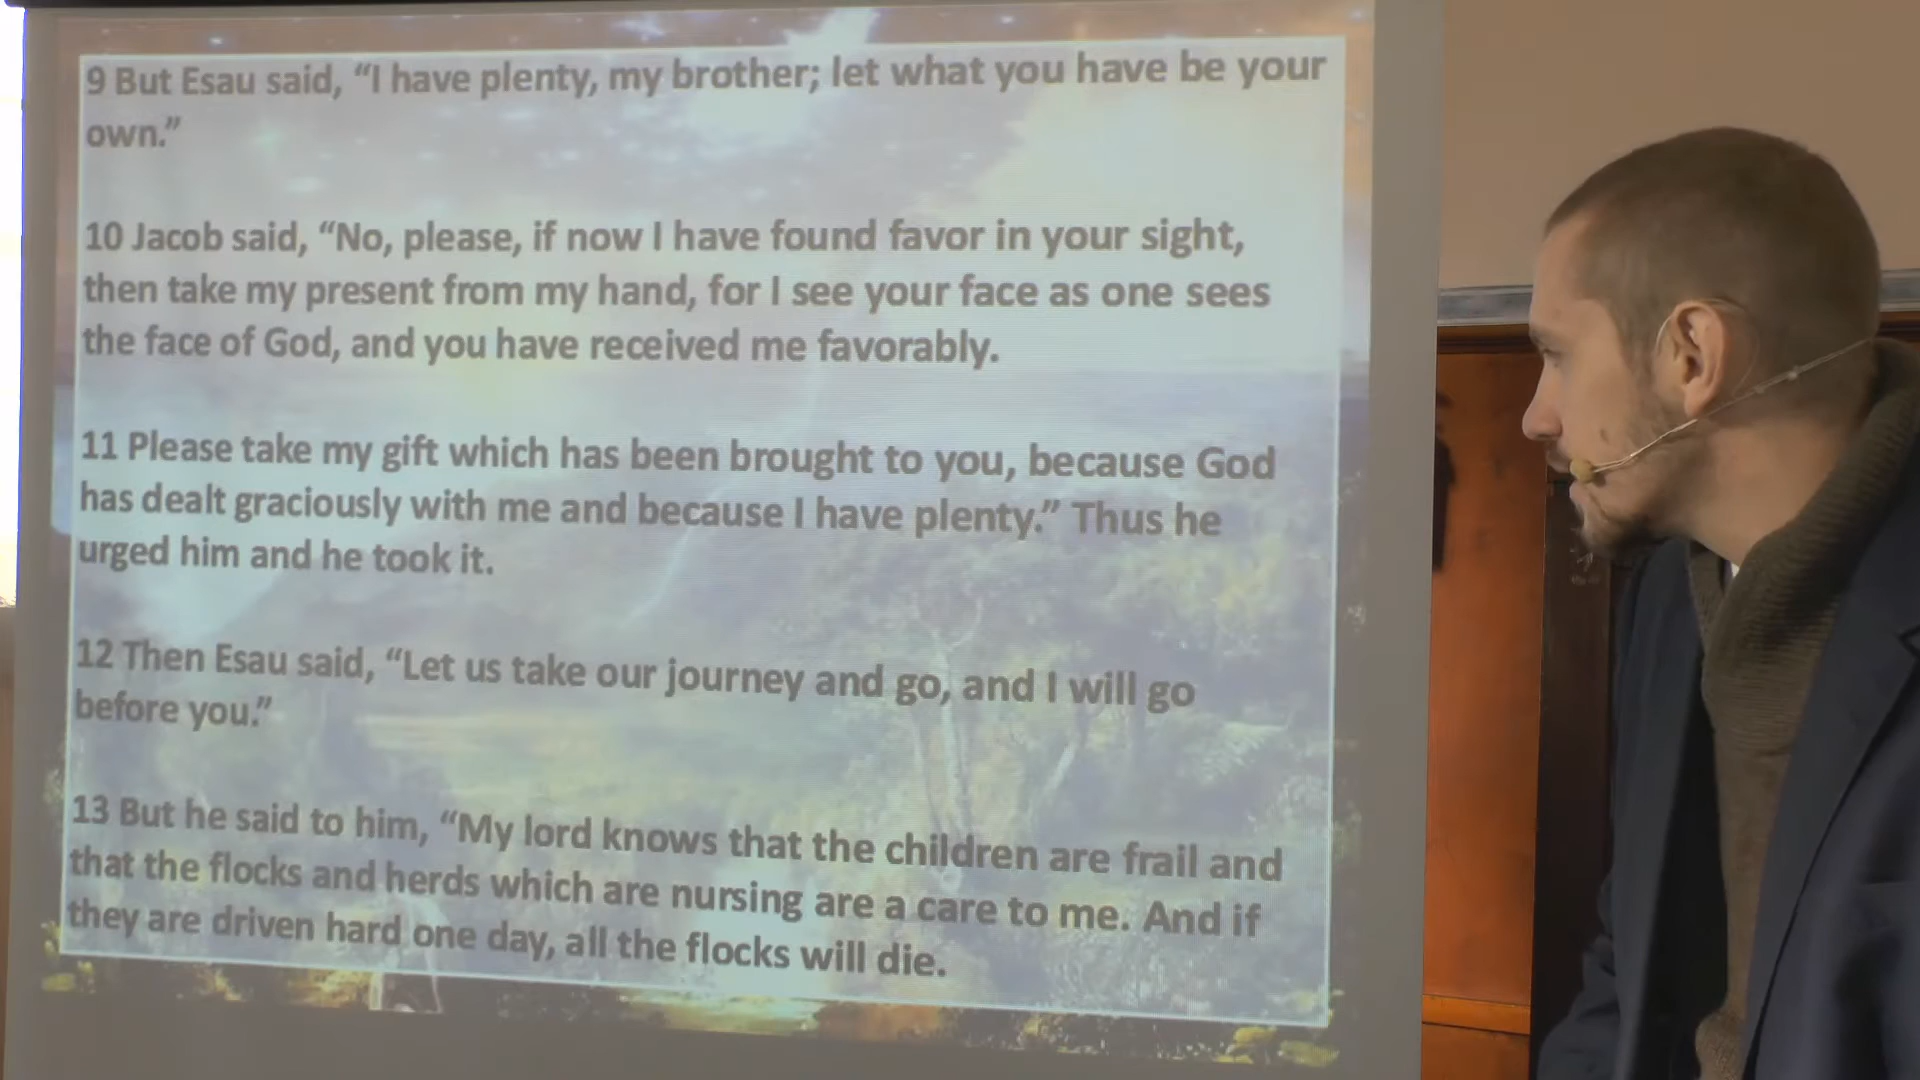 9 But Esau said, “I have plenty, my brother; let what you have be your
own.”
10 Jacob said, “No, please, if now I have found favor in your sight,
then take my present from my hand, for I see your face as one sees
the face of God, and you have received me favorably.
11 Please take my gift which has been brought to you, because God
has dealt graciously with me and because I have plenty.” Thus he
urged him and he took it.
12 Then Esau said, “Let us take our journey and go, and I will go
before you.”
13 But he said to him, “My lord knows that the children are frail and
that the flocks and herds which are nursing are a care to me. And if
they are driven hard one day, all the flocks will die.